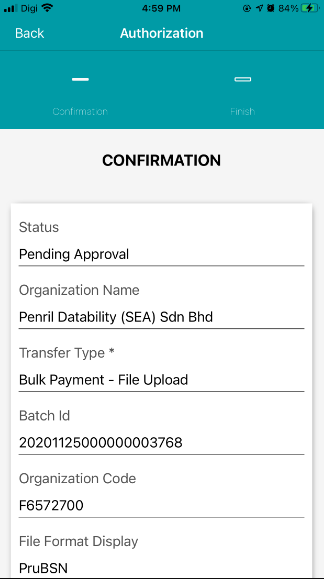 Digi 4:59 PM 84%
Back Authorization
Confirmation Finish
CONFIRMATION
Status
Pending Approval
Organization Name
Penril Datability (SEA) Sdn Bhd
Transfer Type *
Bulk Payment - File Upload
Batch Id
20201125000000003768
Organization Code
F6572700
File Format Display
PruBSN